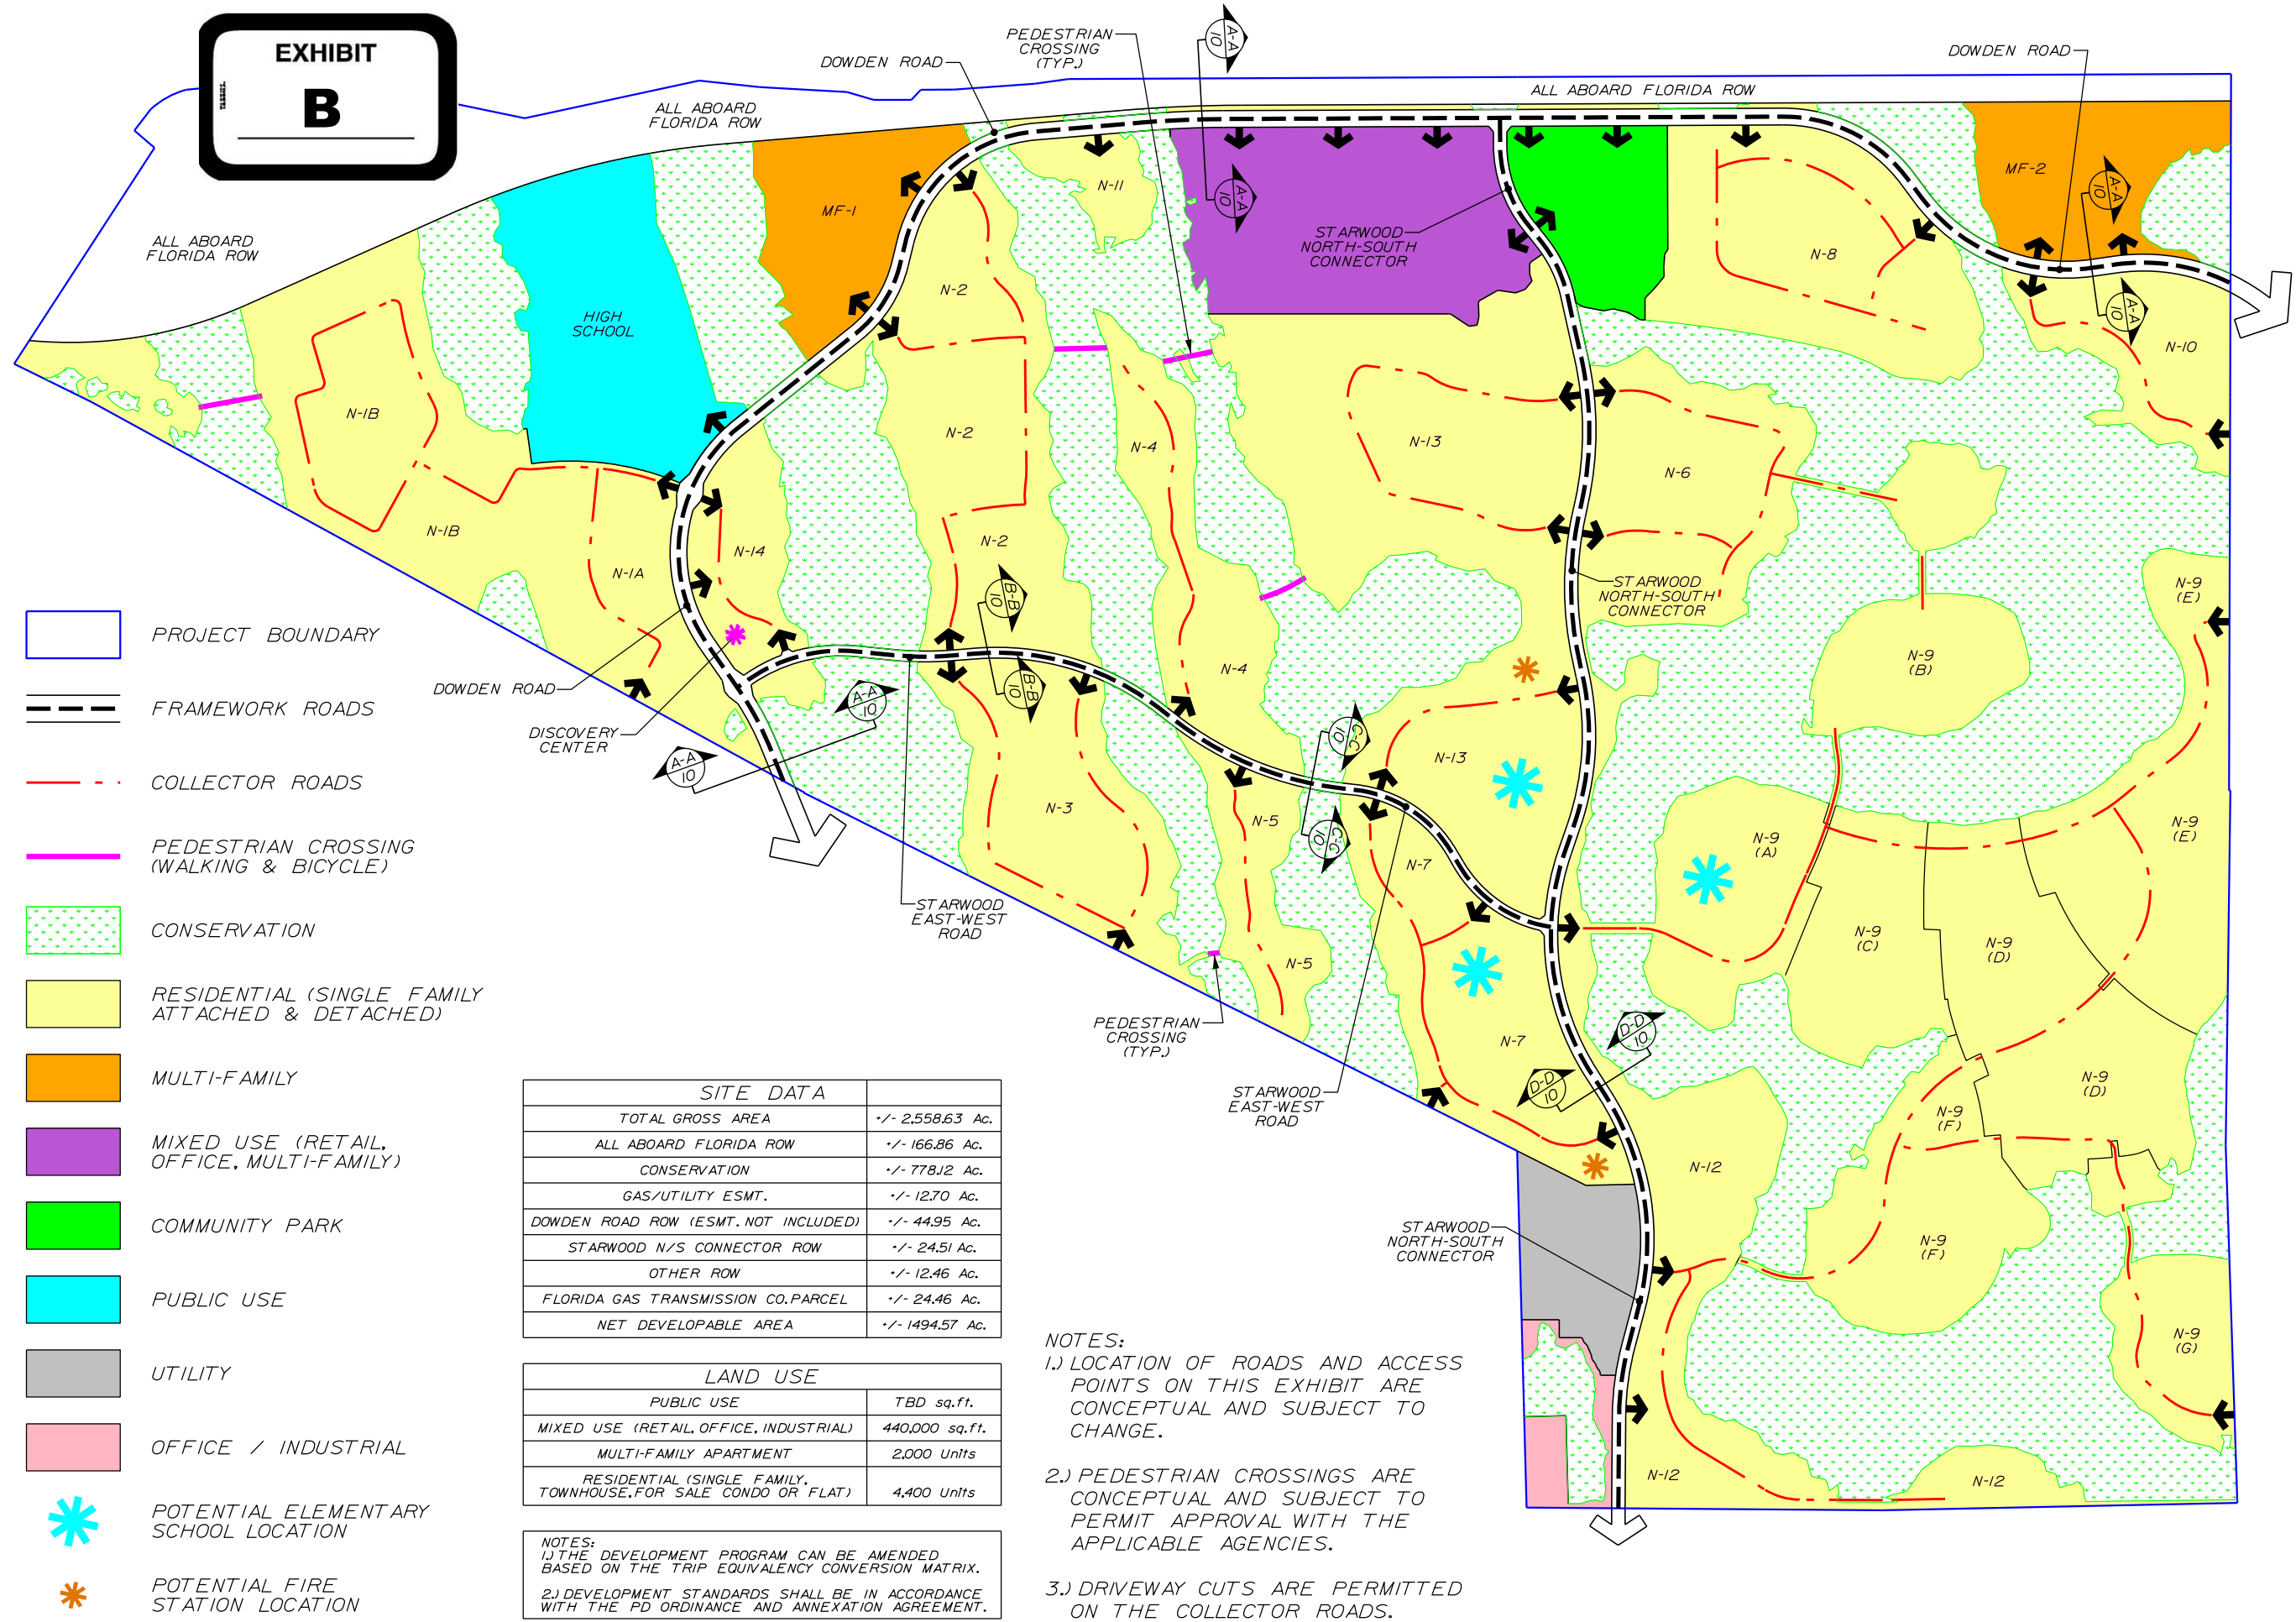 EXHIBIT
B
DOWDEN ROAD
PEDESTRIAN
CROSSING
(TYP.)
A-A
10
DOWDEN ROAD
ALL ABOARD
FLORIDA ROW
ALL ABOARD FLORIDA ROW
ALL ABOARD
FLORIDA ROW
MF-1
N-11
A-A
10
MF-2
A-A
10
STARWOOD
NORTH-SOUTH
CONNECTOR
N-8
N-2
HIGH
SCHOOL
A-A
10
N-10
N-1B
N-2
N-4
N-13
N-6
N-1B
N-2
N-14
N-1A
B-B
10
STARWOOD
NORTH-SOUTH
CONNECTOR
N-9
(E)
PROJECT BOUNDARY
N-4
N-9
(B)
DOWDEN ROAD
B-B
10
A-A
10
FRAMEWORK ROADS
DISCOVERY
CENTER
A-A
10
C-C
10
N-13
COLLECTOR ROADS
N-3
N-5
N-9
(E)
C-C
10
N-9
(A)
PEDESTRIAN CROSSING
(WALKING & BICYCLE)
N-7
STARWOOD
EAST-WEST
ROAD
CONSERVATION
N-9
(C)
N-9
(D)
N-5
RESIDENTIAL (SINGLE FAMILY
ATTACHED & DETACHED)
PEDESTRIAN
CROSSING
(TYP.)
N-7
D-D
10
D-D
10
MULTI-FAMILY
STARWOOD
EAST-WEST
ROAD
N-9
(D)
N-9
(F)
MIXED USE (RETAIL,
OFFICE, MULTI-FAMILY)
N-12
COMMUNITY PARK
STARWOOD
NORTH-SOUTH
CONNECTOR
N-9
(F)
PUBLIC USE
N-9
(G)
UTILITY
OFFICE / INDUSTRIAL
N-12
N-12
POTENTIAL ELEMENTARY
SCHOOL LOCATION
POTENTIAL FIRE
STATION LOCATION
SITE DATA
TOTAL GROSS AREA +/- 2,558.63 Ac.
ALL ABOARD FLORIDA ROW +/- 166.86 Ac.
CONSERVATION +/- 778.12 Ac.
GAS/UTILITY ESMT. +/- 12.70 Ac.
DOWDEN ROAD ROW (ESMT. NOT INCLUDED) +/- 44.95 Ac.
STARWOOD N/S CONNECTOR ROW +/- 24.51 Ac.
OTHER ROW +/- 12.46 Ac.
FLORIDA GAS TRANSMISSION CO. PARCEL +/- 24.46 Ac.
NET DEVELOPABLE AREA +/- 1494.57 Ac.
LAND USE
PUBLIC USE TBD sq.ft.
MIXED USE (RETAIL, OFFICE, INDUSTRIAL) 440,000 sq.ft.
MULTI-FAMILY APARTMENT 2,000 Units
RESIDENTIAL (SINGLE FAMILY,
TOWNHOUSE, FOR SALE CONDO OR FLAT) 4,400 Units
NOTES:
1.) THE DEVELOPMENT PROGRAM CAN BE AMENDED
BASED ON THE TRIP EQUIVALENCY CONVERSION MATRIX.
2.) DEVELOPMENT STANDARDS SHALL BE IN ACCORDANCE
WITH THE PD ORDINANCE AND ANNEXATION AGREEMENT.
NOTES:
1.) LOCATION OF ROADS AND ACCESS
POINTS ON THIS EXHIBIT ARE
CONCEPTUAL AND SUBJECT TO
CHANGE.
2.) PEDESTRIAN CROSSINGS ARE
CONCEPTUAL AND SUBJECT TO
PERMIT APPROVAL WITH THE
APPLICABLE AGENCIES.
3.) DRIVEWAY CUTS ARE PERMITTED
ON THE COLLECTOR ROADS.